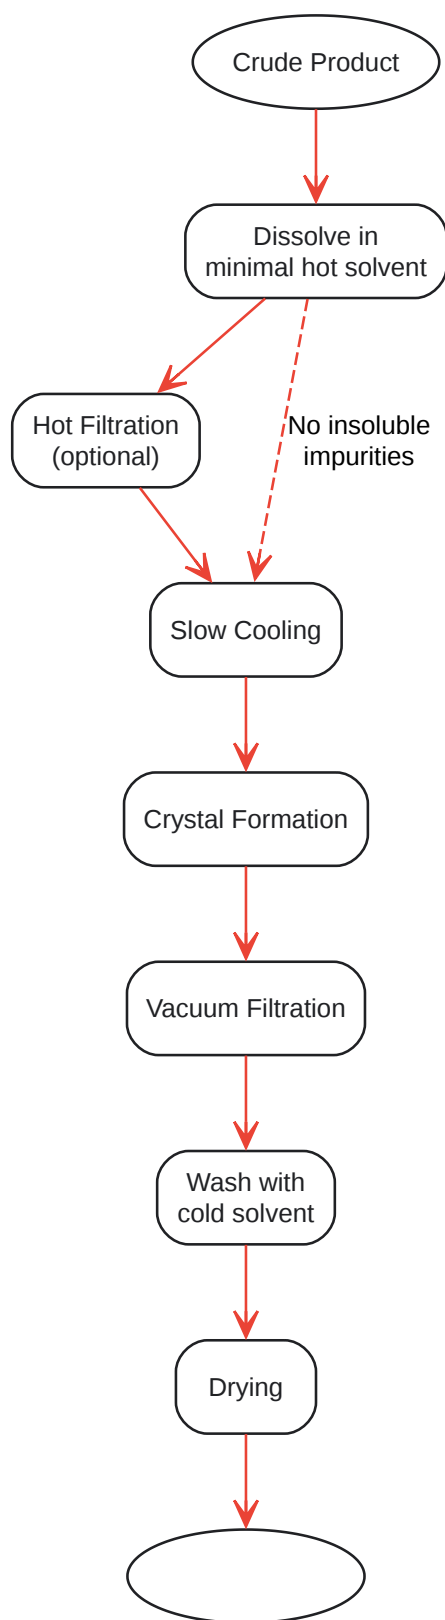 Crude Product
Dissolve in
minimal hot solvent
Hot Filtration
(optional)
No insoluble
impurities
Slow Cooling
Crystal Formation
Vacuum Filtration
Wash with
cold solvent
Drying